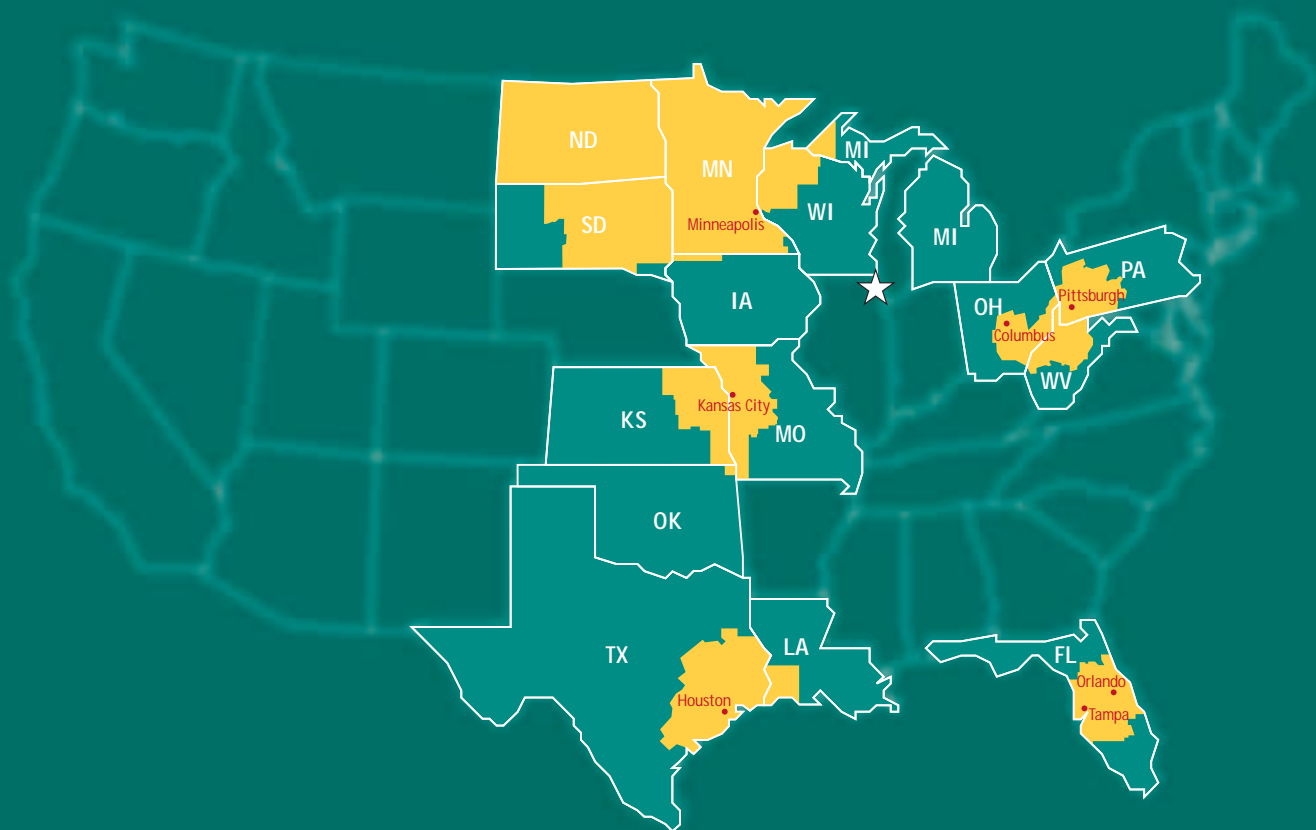 ND
MN
MI
SD
Minneapolis
WI
MI
PA
IA
OH
Pittsburgh
Columbus
WV
KS
Kansas City
MO
OK
TX
LA
FL
Houston
Orlando
Tampa